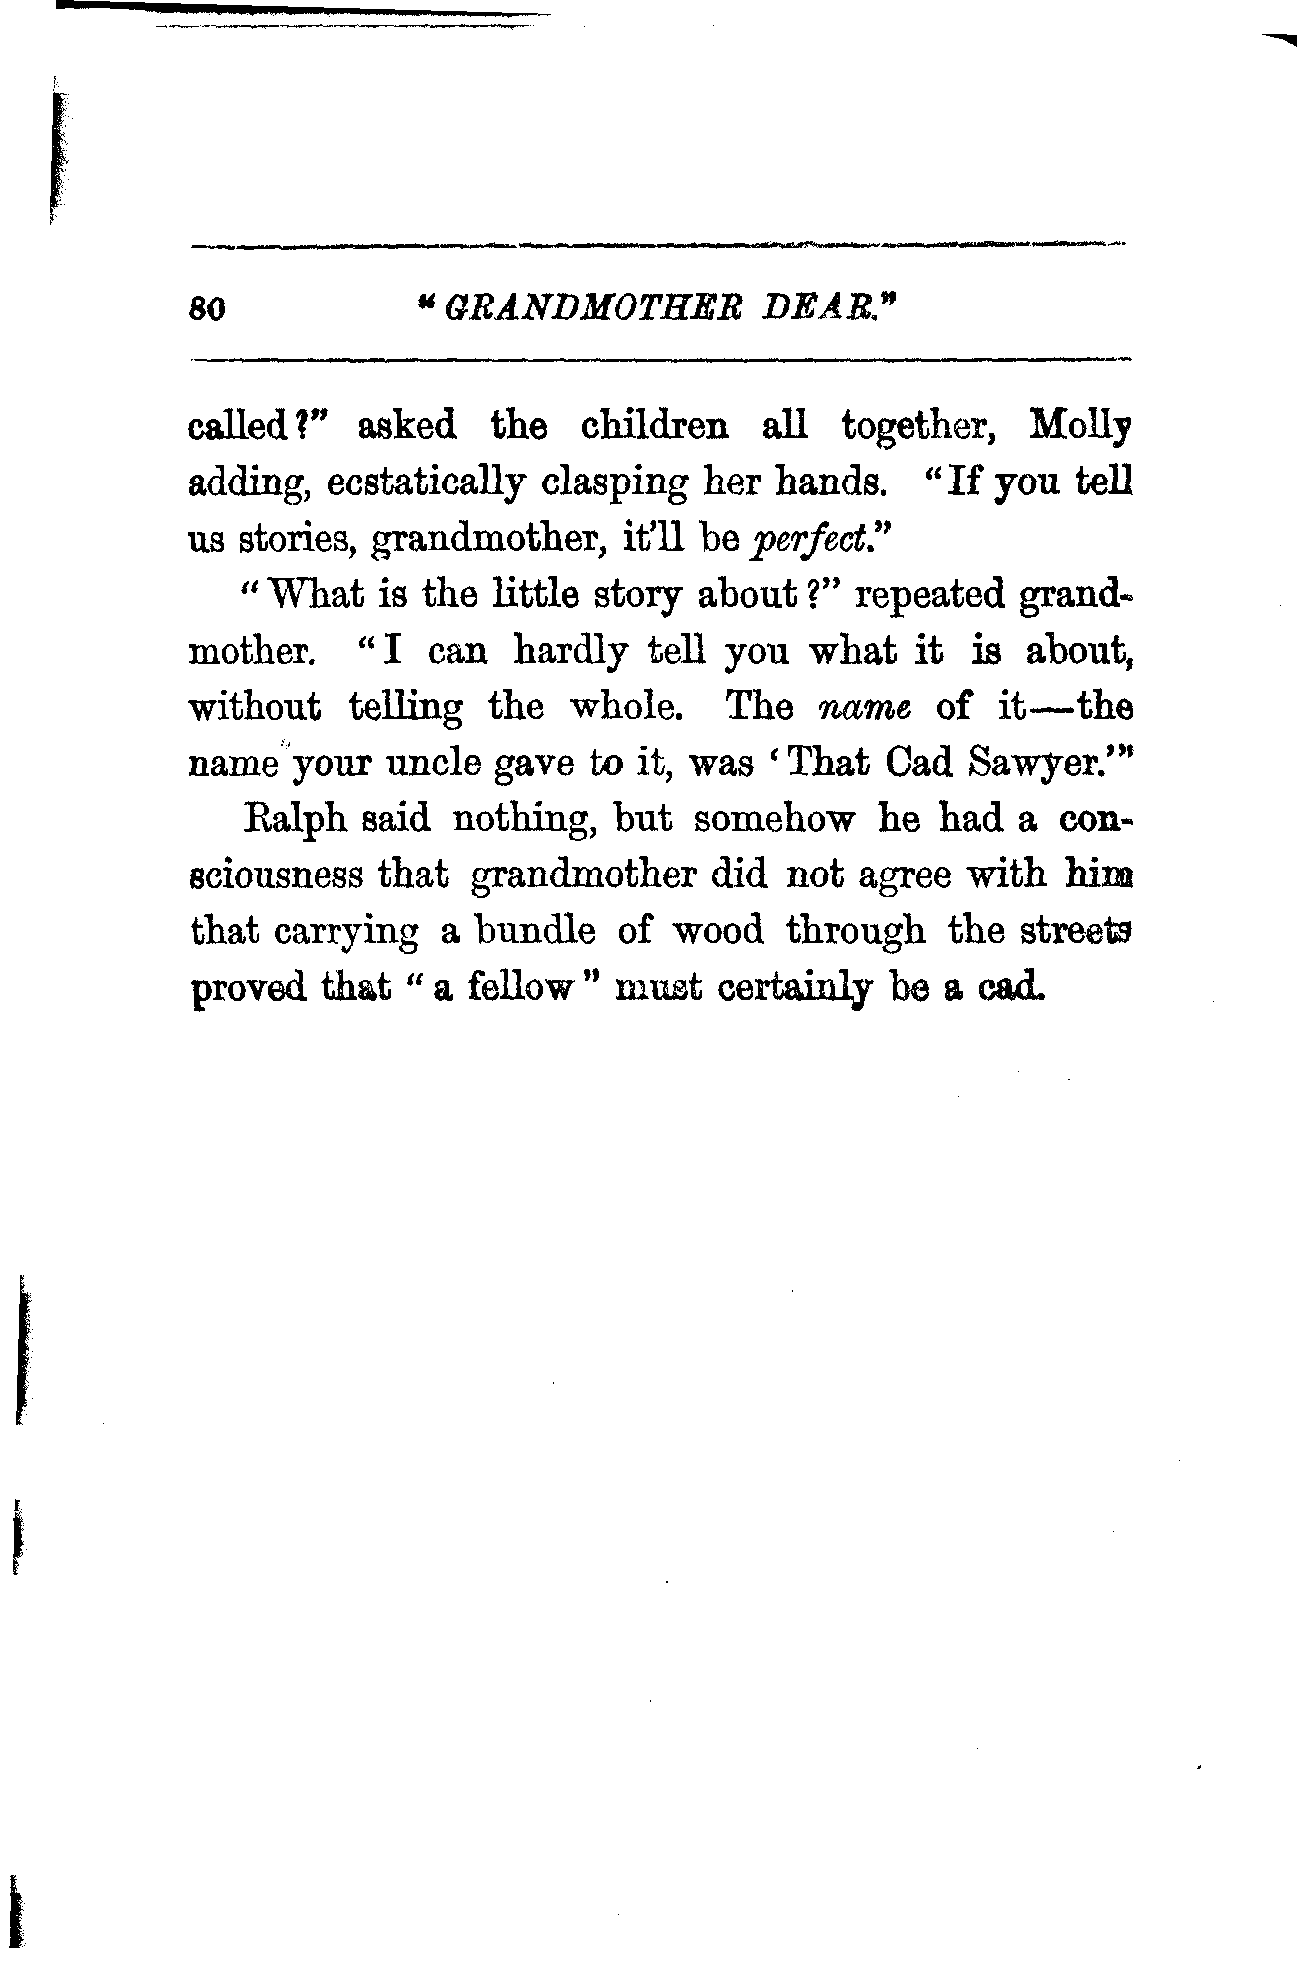 80 “GRANDMOTHER DEAR.”
called?” asked the children all together, Molly
adding, ecstatically clasping her hands. “If you tell
us stories, grandmother, it’ll be perfect.”
“What is the little story about?” repeated grand-
mother. “I can hardly tell you what it is about,
without telling the whole. The name of it—the
name your uncle gave to it, was ‘That Cad Sawyer.’”
Ralph said nothing, but somehow he had a con-
sciousness that grandmother did not agree with him
that carrying a bundle of wood through the streets
proved that “a fellow” must certainly be a cad.